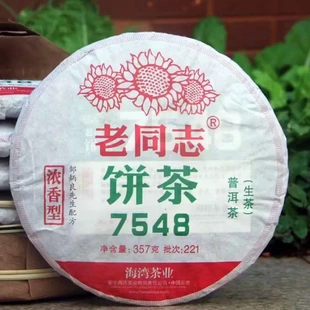 老同志®
饼茶
7548
浓香型
邹炳良先生配方
普洱茶
(生茶)
净含量:357克 批次:221
海湾茶业